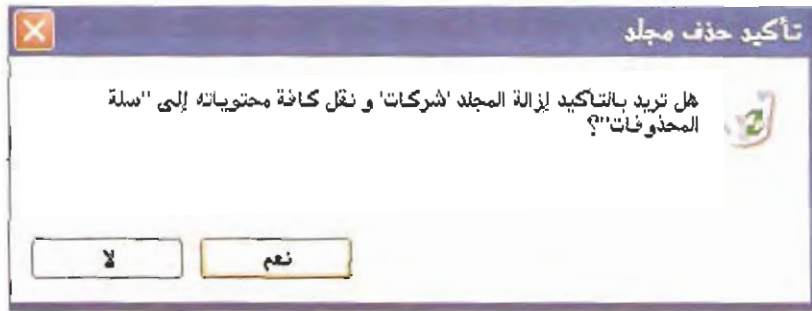 تأكيد حذف مجلد
هل تريد بالتأكيد إزالة المجلد 'شركات' و نقل كافة محتوياته إلى "سلة
المحذوفات"؟
نعم
لا